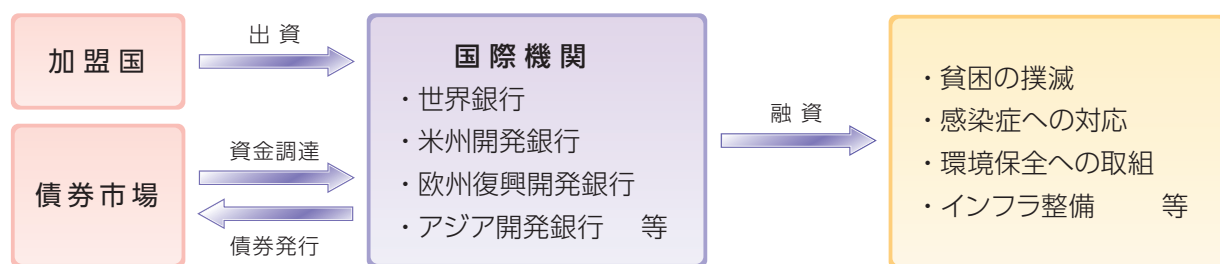 加盟国
出資
債券市場
資金調達
債券発行
国際機関
・世界銀行
・米州開発銀行
・欧州復興開発銀行
・アジア開発銀行　等
融資
・貧困の撲滅
・感染症への対応
・環境保全への取組
・インフラ整備　等